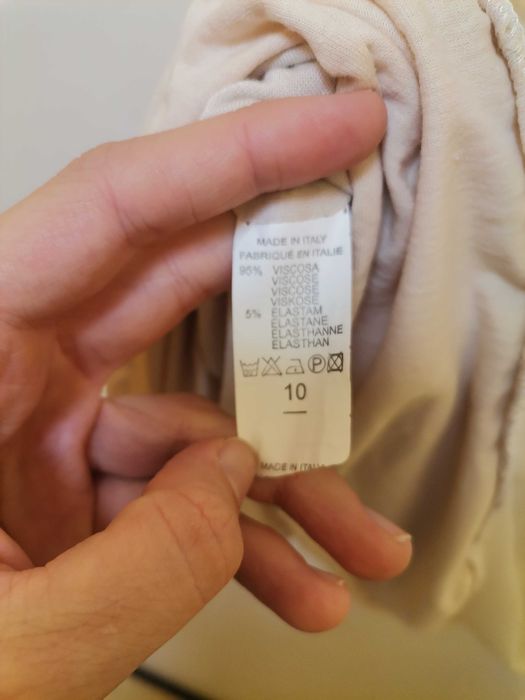 MADE IN ITALY
FABRIQUÉ EN ITALIE
95% VISCOSA
VISCOSE
VISCOSE
VISKOSE
5% ELASTAM
ELASTANE
ELASTHANNE
ELASTHAN
P
10
MADE IN ITALY